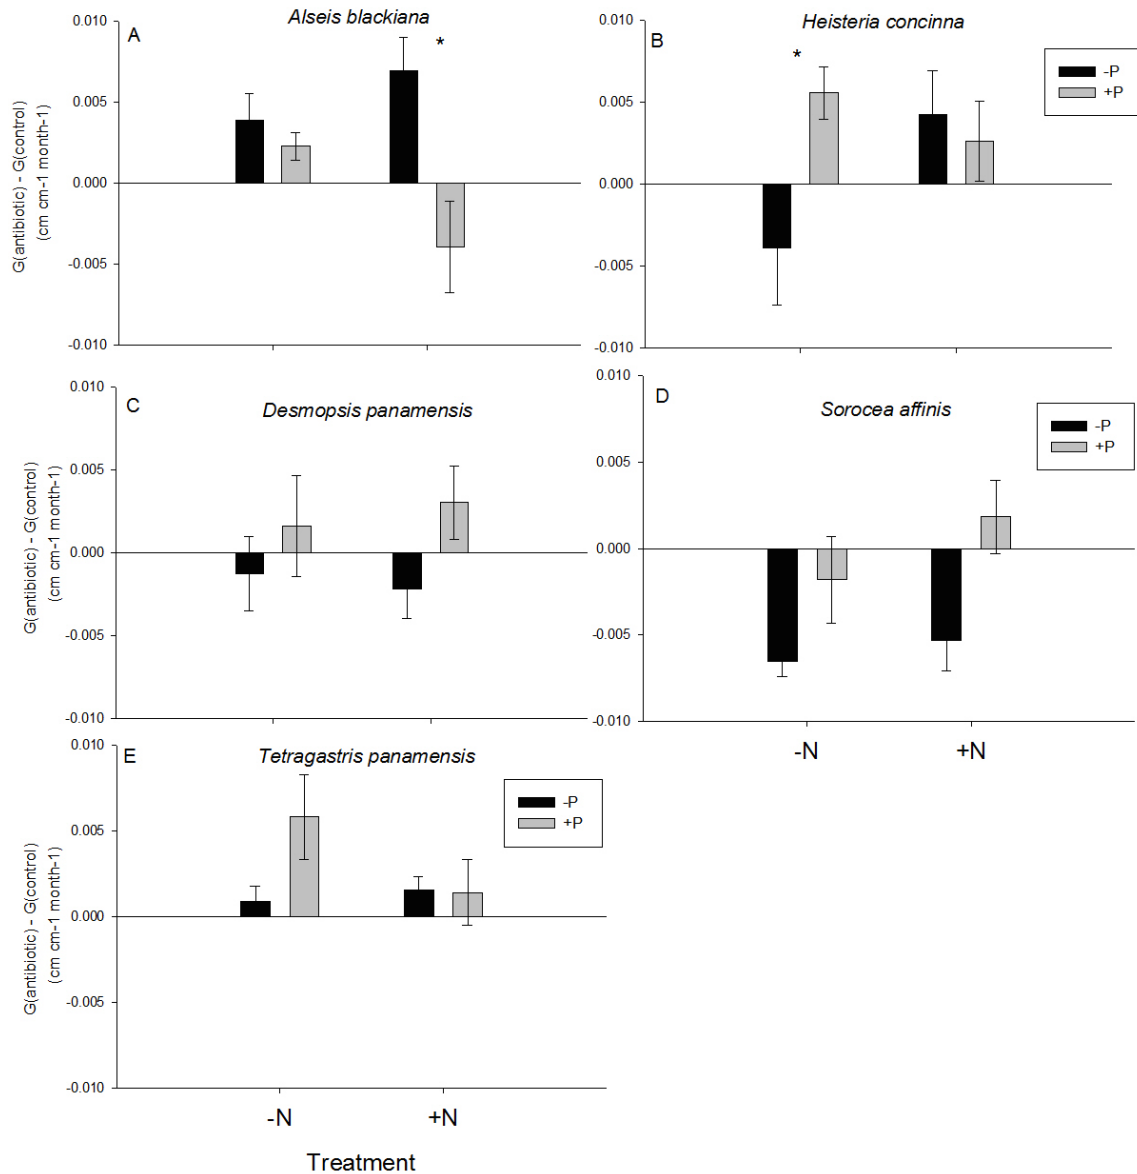 A
Alseis blackiana
*
0.010
0.005
0.000
-0.005
-0.010
G(antibiotic) - G(control)
(cm cm-1 month-1)
B
Heisteria concinna
*
-P
+P
0.010
0.005
0.000
-0.005
-0.010
C
Desmopsis panamensis
0.010
0.005
0.000
-0.005
-0.010
G(antibiotic) - G(control)
(cm cm-1 month-1)
D
Sorocea affinis
-P
+P
0.010
0.005
0.000
-0.005
-0.010
-N +N
E
Tetragastris panamensis
-P
+P
0.010
0.005
0.000
-0.005
-0.010
G(antibiotic) - G(control)
(cm cm-1 month-1)
-N +N
Treatment